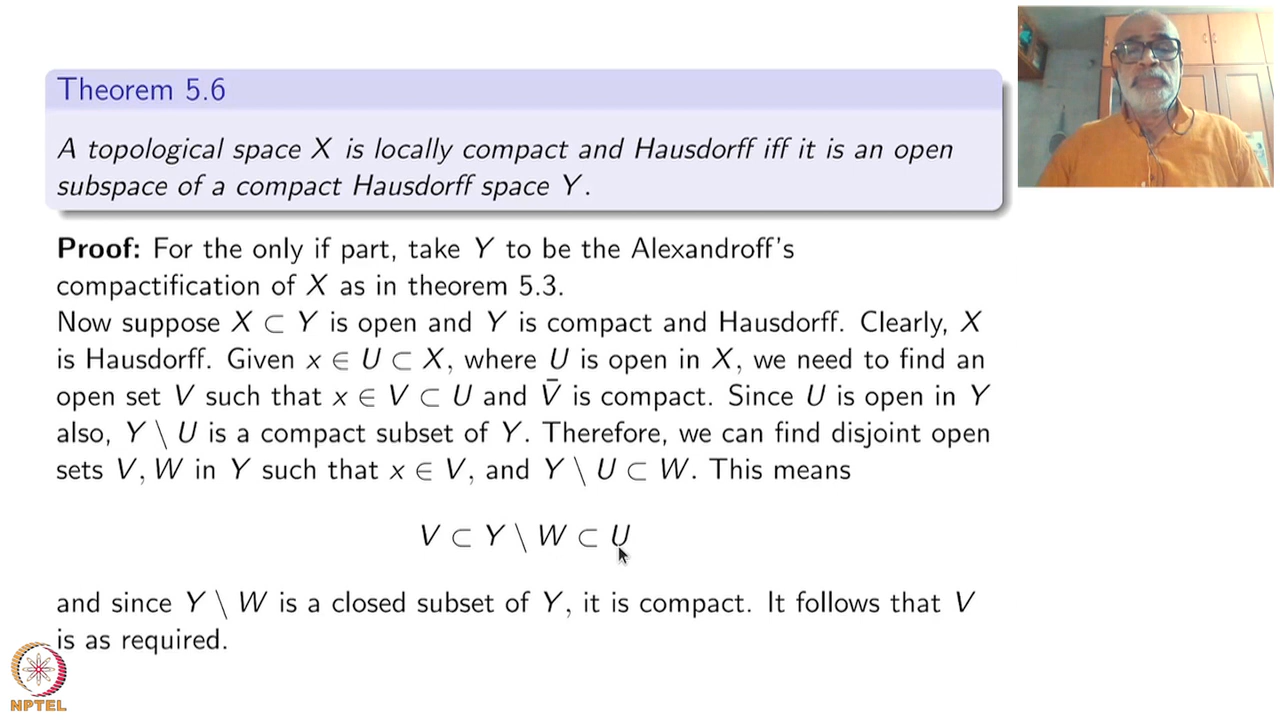 Theorem 5.6
A topological space X is locally compact and Hausdorff iff it is an open
subspace of a compact Hausdorff space Y.
Proof: For the only if part, take Y to be the Alexandroff's
compactification of X as in theorem 5.3.
Now suppose X ⊂ Y is open and Y is compact and Hausdorff. Clearly, X
is Hausdorff. Given x ∈ U ⊂ X, where U is open in X, we need to find an
open set V such that x ∈ V ⊂ U and V̄ is compact. Since U is open in Y
also, Y \ U is a compact subset of Y. Therefore, we can find disjoint open
sets V, W in Y such that x ∈ V, and Y \ U ⊂ W. This means
V ⊂ Y \ W ⊂ U
and since Y \ W is a closed subset of Y, it is compact. It follows that V
is as required.
NPTEL